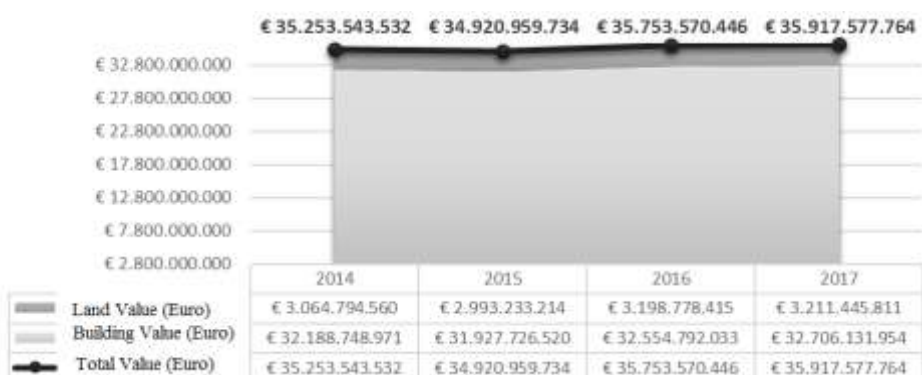 € 35.253.543.532 € 34.920.959.734 € 35.753.570.446 € 35.917.577.764
€ 32.800.000.000
€ 27.800.000.000
€ 22.800.000.000
€ 17.800.000.000
€ 12.800.000.000
€ 7.800.000.000
€ 2.800.000.000
2014 2015 2016 2017
Land Value (Euro) € 3.064.794.560 € 2.993.233.214 € 3.198.778.415 € 3.211.445.811
Building Value (Euro) € 32.188.748.971 € 31.927.726.520 € 32.554.792.033 € 32.706.131.954
Total Value (Euro) € 35.253.543.532 € 34.920.959.734 € 35.753.570.446 € 35.917.577.764